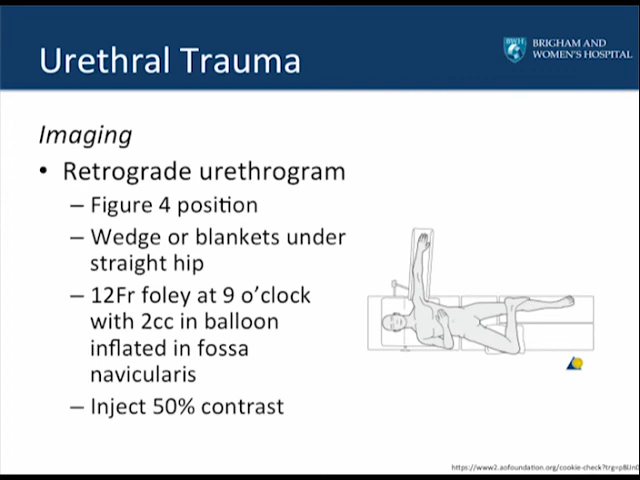 Urethral Trauma
BWH
BRIGHAM AND
WOMEN'S HOSPITAL
Imaging
• Retrograde urethrogram
– Figure 4 position
– Wedge or blankets under
straight hip
– 12Fr foley at 9 o'clock
with 2cc in balloon
inflated in fossa
navicularis
– Inject 50% contrast
https://www2.aofoundation.org/cookie-check?trg=p8Un0